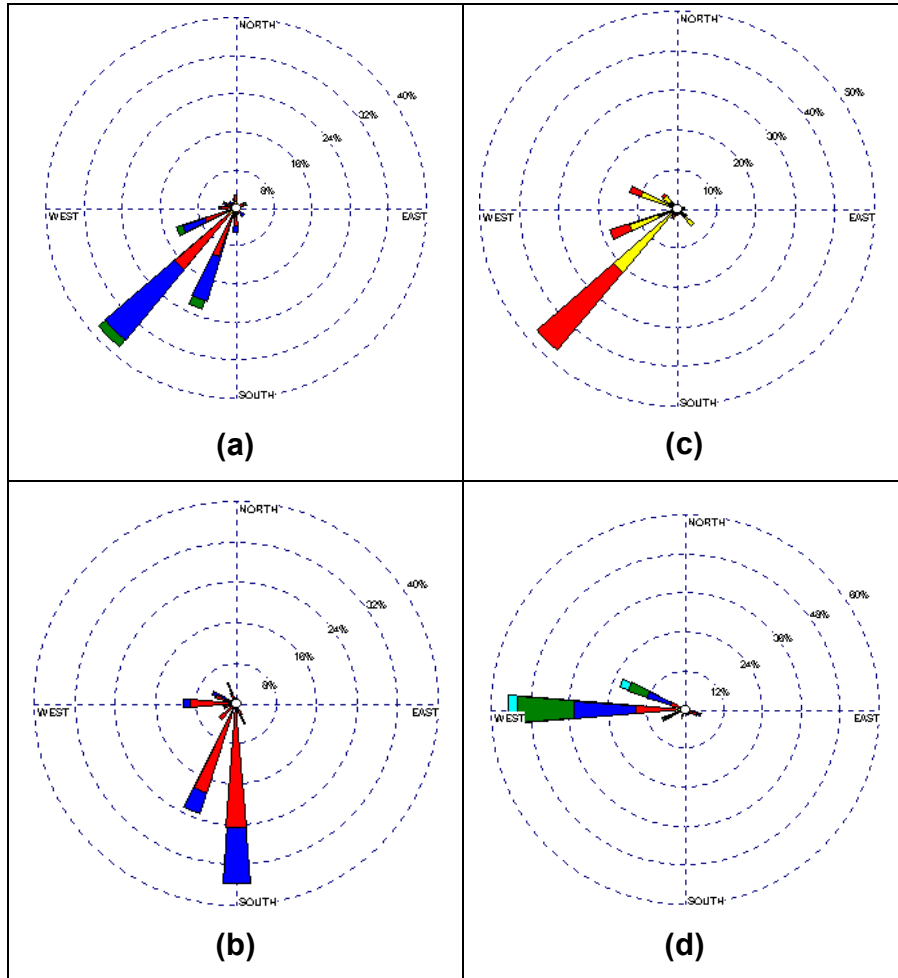 NORTH
40%
32%
24%
16%
8%
WEST
EAST
SOUTH
(a)
NORTH
50%
40%
30%
20%
10%
WEST
EAST
SOUTH
(c)
NORTH
40%
32%
24%
16%
8%
WEST
EAST
SOUTH
(b)
NORTH
60%
48%
36%
24%
12%
WEST
EAST
SOUTH
(d)